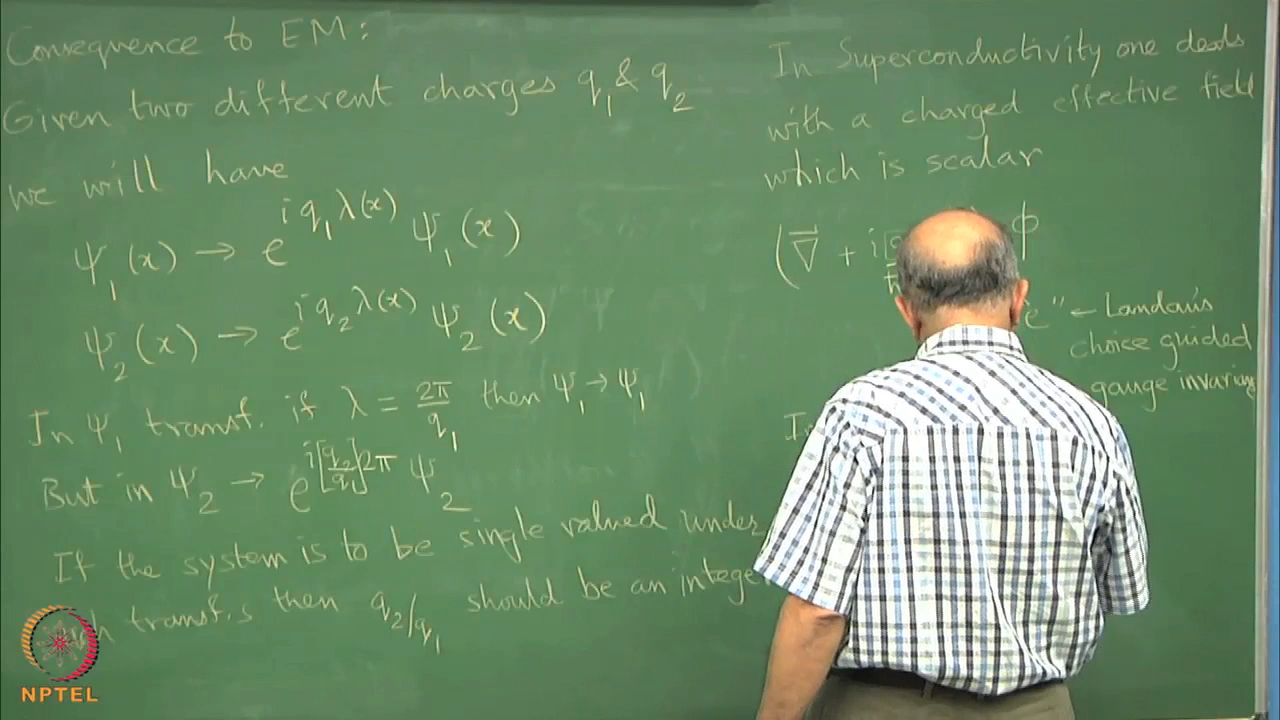 Consequence to EM:
Given two different charges q₁ & q₂
we will have
ψ₁(x) → e^{i q₁ λ(x)} ψ₁(x)
ψ₂(x) → e^{i q₂ λ(x)} ψ₂(x)
In ψ₁ transf. if λ = 2π/q₁ then ψ₁ → ψ₁
But in ψ₂ → e^{i[q₂/q₁]2π} ψ₂
If the system is to be single valued under
transf.s then q₂/q₁ should be an integer
In Superconductivity one deals
with a charged effective field
which is scalar
(∇⃗ + i ϕ
e" ← Landau's
choice guided
gauge invarian
NPTEL